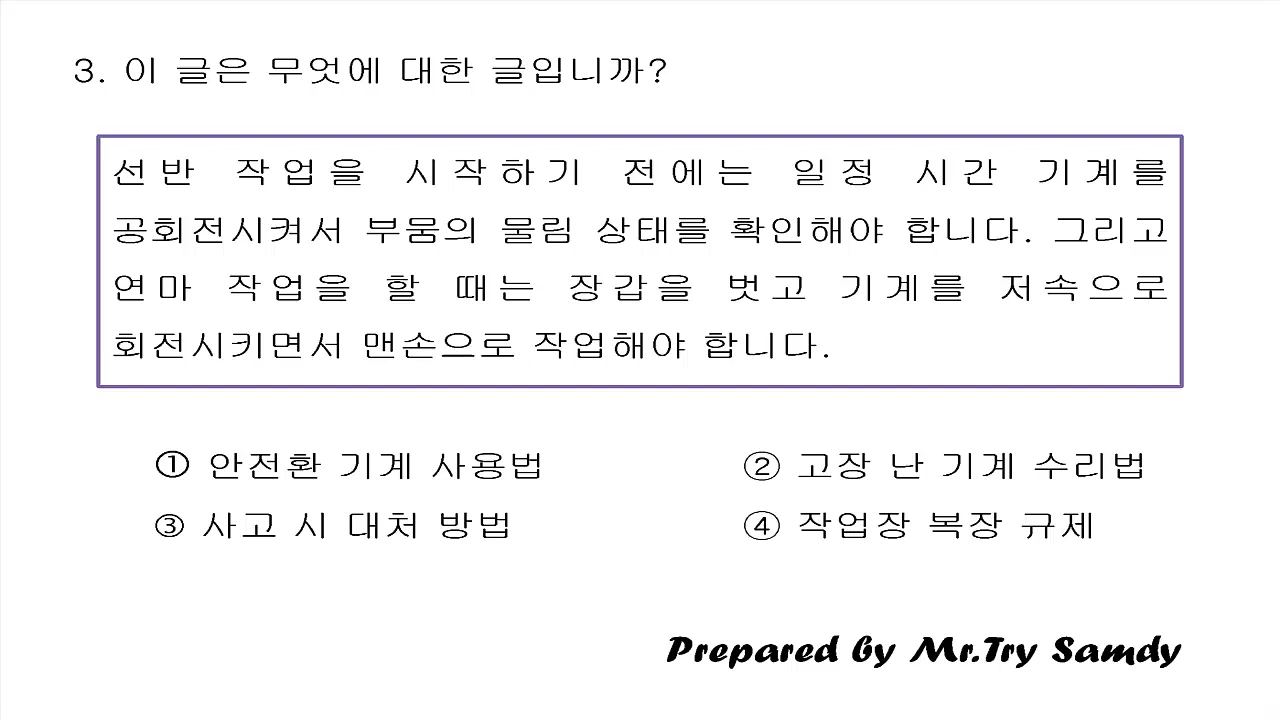 3. 이 글은 무엇에 대한 글입니까?
선반 작업을 시작하기 전에는 일정 시간 기계를
공회전시켜서 부뭄의 물림 상태를 확인해야 합니다. 그리고
연마 작업을 할 때는 장갑을 벗고 기계를 저속으로
회전시키면서 맨손으로 작업해야 합니다.
① 안전환 기계 사용법
② 고장 난 기계 수리법
③ 사고 시 대처 방법
④ 작업장 복장 규제
Prepared by Mr.Try Samdy